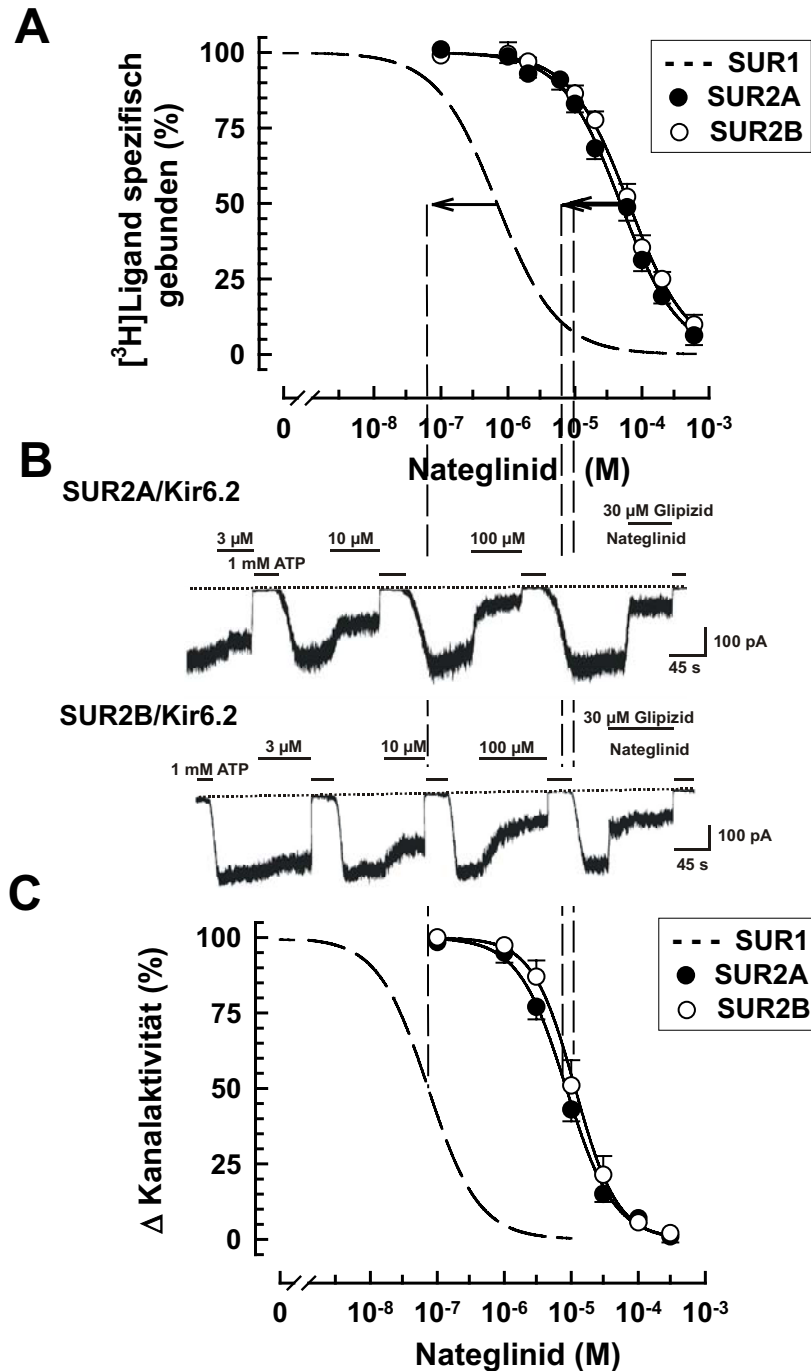 A
[³H]Ligand spezifisch
gebunden (%)
100
75
50
25
0
SUR1
SUR2A
SUR2B
0 10⁻⁸ 10⁻⁷ 10⁻⁶ 10⁻⁵ 10⁻⁴ 10⁻³
Nateglinid (M)
B
SUR2A/Kir6.2
30 µM Glipizid
3 µM 10 µM 100 µM Nateglinid
1 mM ATP
100 pA
45 s
SUR2B/Kir6.2
30 µM Glipizid
3 µM 10 µM 100 µM Nateglinid
1 mM ATP
100 pA
45 s
C
Δ Kanalaktivität (%)
100
75
50
25
0
SUR1
SUR2A
SUR2B
0 10⁻⁸ 10⁻⁷ 10⁻⁶ 10⁻⁵ 10⁻⁴ 10⁻³
Nateglinid (M)